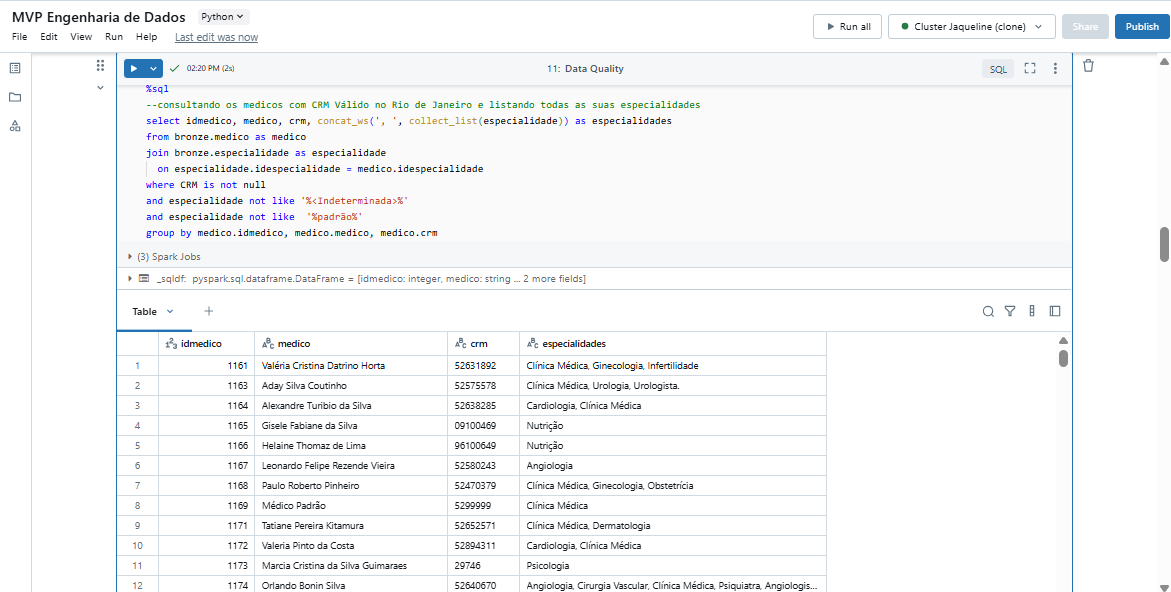 MVP Engenharia de Dados Python
File Edit View Run Help Last edit was now
Run all Cluster Jaqueline (clone) Share Publish
02:20 PM (2s) 11: Data Quality SQL
%sql
--consultando os medicos com CRM Válido no Rio de Janeiro e listando todas as suas especialidades
select idmedico, medico, crm, concat_ws(', ', collect_list(especialidade)) as especialidades
from bronze.medico as medico
join bronze.especialidade as especialidade
on especialidade.idespecialidade = medico.idespecialidade
where CRM is not null
and especialidade not like '%<Indeterminada>%'
and especialidade not like '%padrão%'
group by medico.idmedico, medico.medico, medico.crm
(3) Spark Jobs
_sqldf: pyspark.sql.dataframe.DataFrame = [idmedico: integer, medico: string ... 2 more fields]
Table +
123 idmedico ABC medico ABC crm ABC especialidades
1 1161 Valéria Cristina Datrino Horta 52631892 Clínica Médica, Ginecologia, Infertilidade
2 1163 Aday Silva Coutinho 52575578 Clínica Médica, Urologia, Urologista.
3 1164 Alexandre Turibio da Silva 52638285 Cardiologia, Clínica Médica
4 1165 Gisele Fabiane da Silva 09100469 Nutrição
5 1166 Helaine Thomaz de Lima 96100649 Nutrição
6 1167 Leonardo Felipe Rezende Vieira 52580243 Angiologia
7 1168 Paulo Roberto Pinheiro 52470379 Clínica Médica, Ginecologia, Obstetrícia
8 1169 Médico Padrão 5299999 Clínica Médica
9 1171 Tatiane Pereira Kitamura 52652571 Clínica Médica, Dermatologia
10 1172 Valeria Pinto da Costa 52894311 Cardiologia, Clínica Médica
11 1173 Marcia Cristina da Silva Guimaraes 29746 Psicologia
12 1174 Orlando Bonin Silva 52640670 Angiologia, Cirurgia Vascular, Clínica Médica, Psiquiatra, Angiologis...